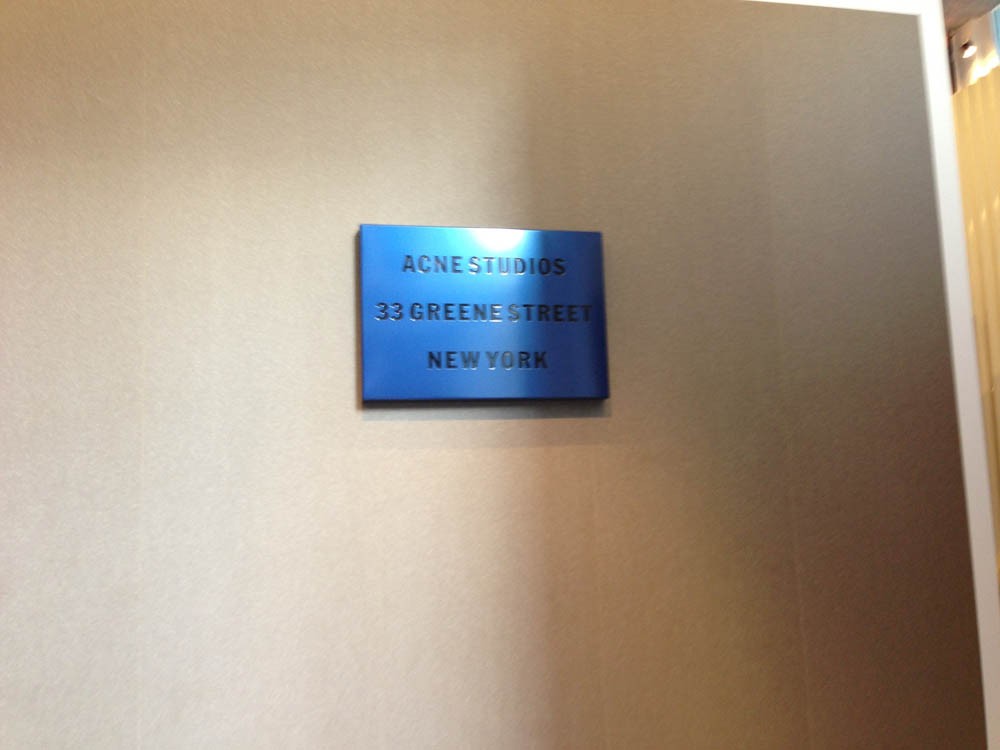 ACNE STUDIOS
33 GREENE STREET
NEW YORK